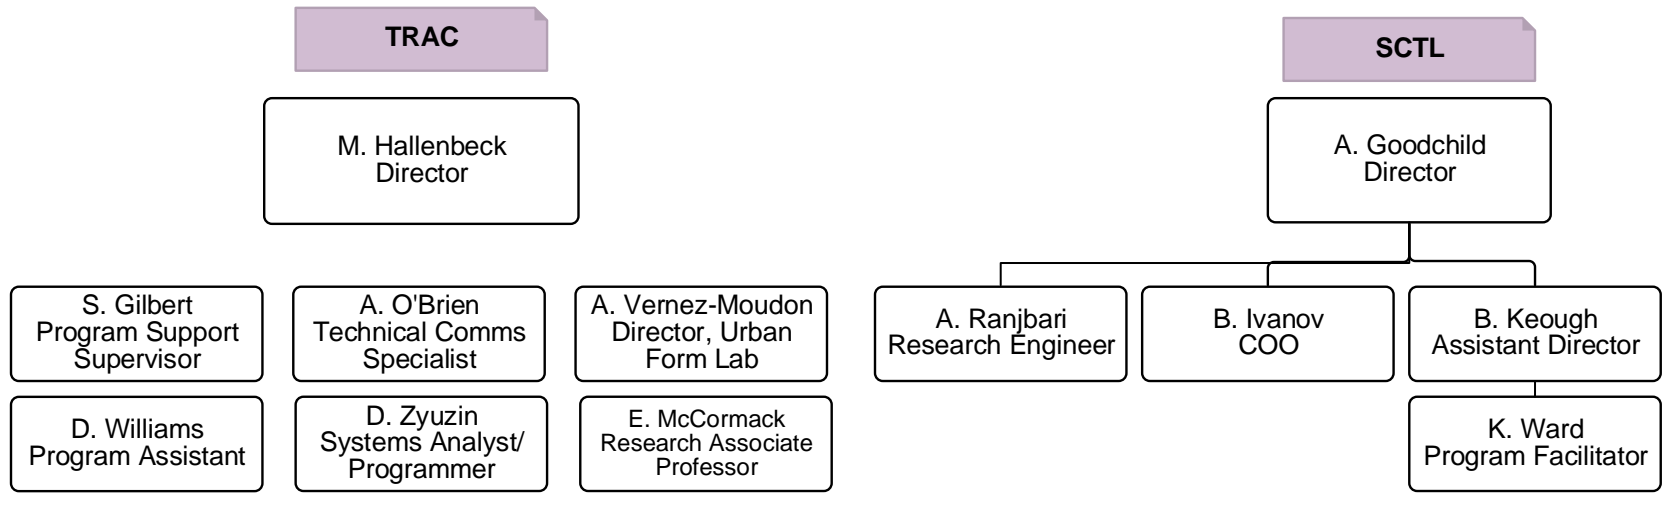 TRAC
M. Hallenbeck
Director
S. Gilbert
Program Support
Supervisor
A. O'Brien
Technical Comms
Specialist
A. Vernez-Moudon
Director, Urban
Form Lab
D. Williams
Program Assistant
D. Zyuzin
Systems Analyst/
Programmer
E. McCormack
Research Associate
Professor
SCTL
A. Goodchild
Director
A. Ranjbari
Research Engineer
B. Ivanov
COO
B. Keough
Assistant Director
K. Ward
Program Facilitator